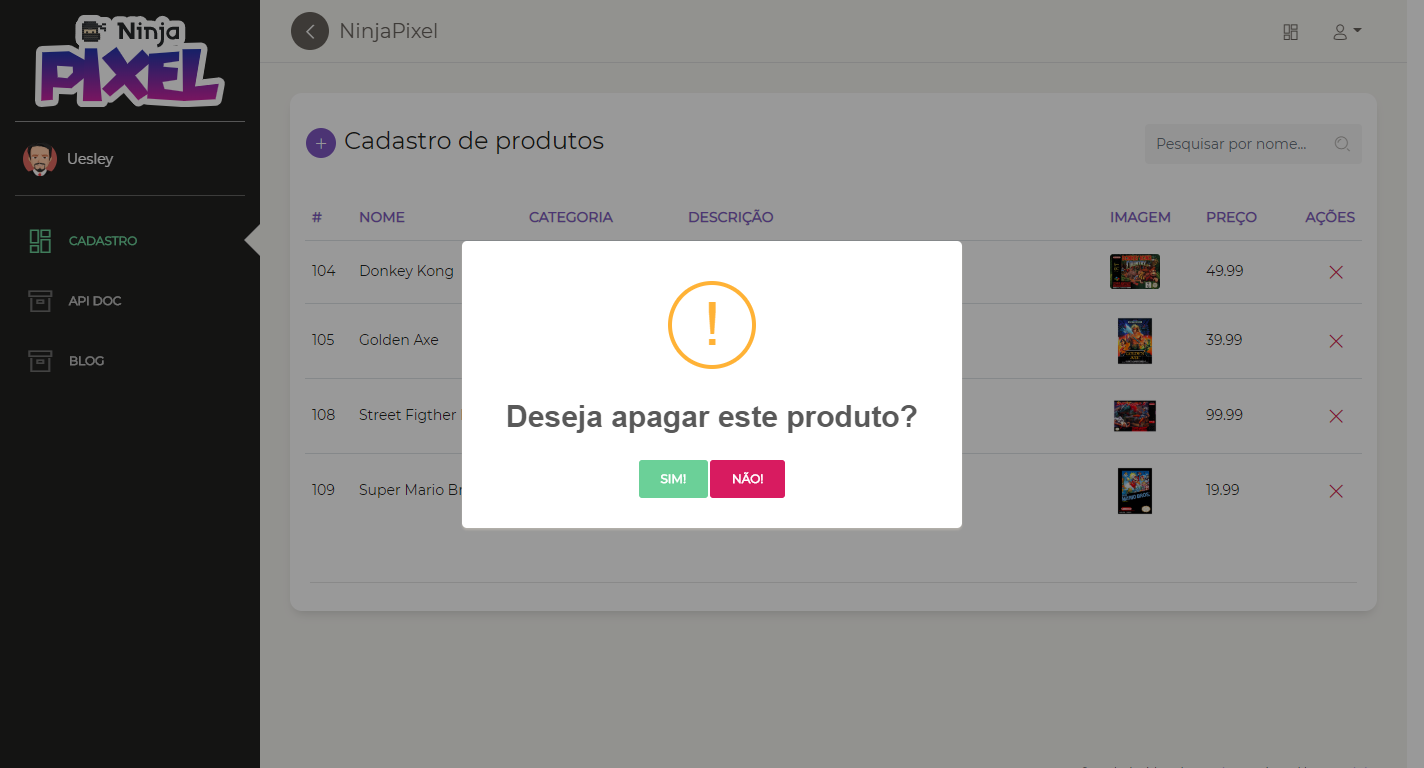 Ninja
PIXEL
NinjaPixel
Uesley
Cadastro de produtos
Pesquisar por nome...
# NOME CATEGORIA DESCRIÇÃO IMAGEM PREÇO AÇÕES
CADASTRO
104 Donkey Kong 49.99
API DOC
105 Golden Axe 39.99
BLOG
108 Street Figther 99.99
109 Super Mario Br 19.99
Deseja apagar este produto?
SIM! NÃO!